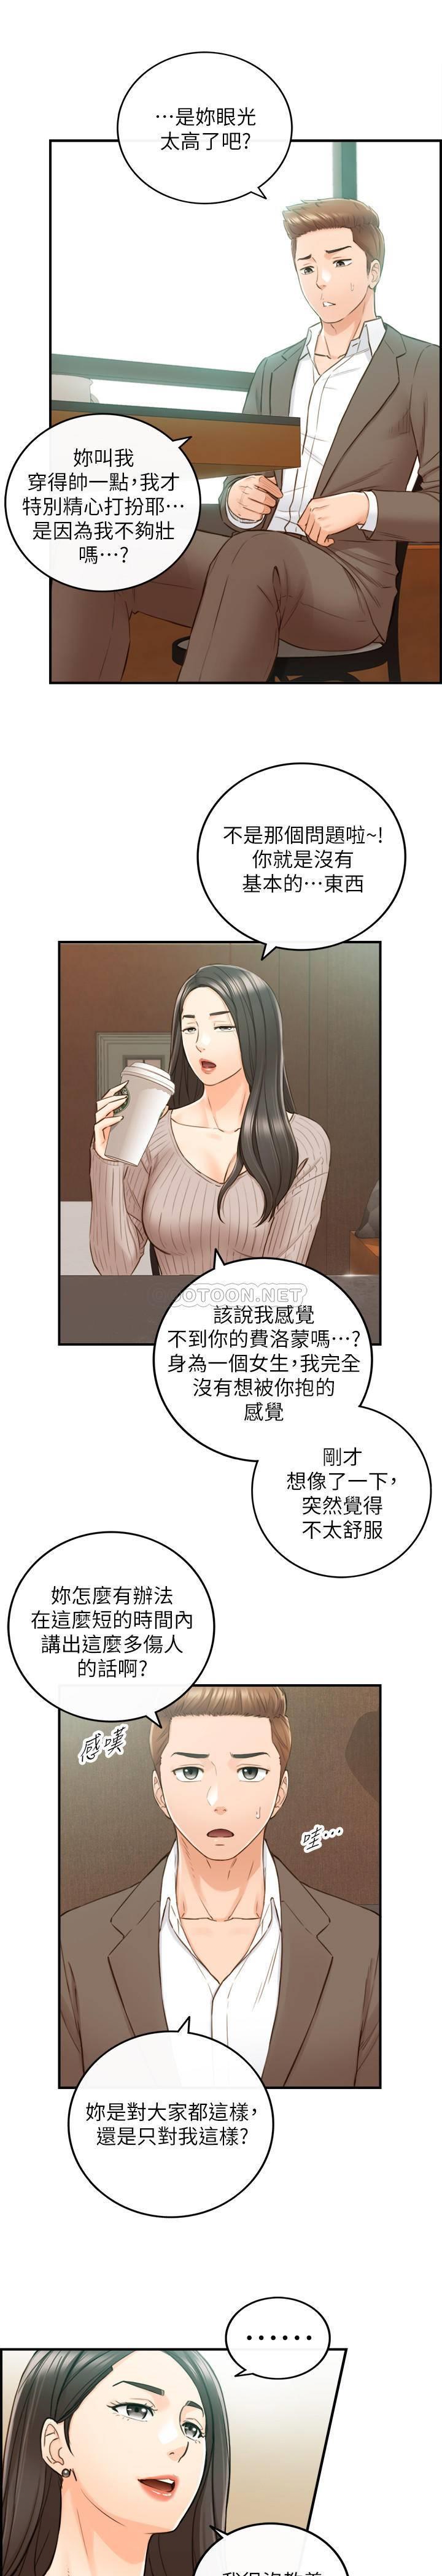 …是妳眼光
太高了吧?
妳叫我
穿得帥一點,我才
特別精心打扮耶…
是因為我不夠壯
嗎…?
不是那個問題啦~!
你就是沒有
基本的…東西
TOON.NET
該說我感覺
不到你的費洛蒙嗎…?
身為一個女生,我完全
沒有想被你抱的
感覺
剛才
想像了一下,
突然覺得
不太舒服
妳怎麼有辦法
在這麼短的時間內
講出這麼多傷人
的話啊?
感嘆
哇…
妳是對大家都這樣,
還是只對我這樣?
……